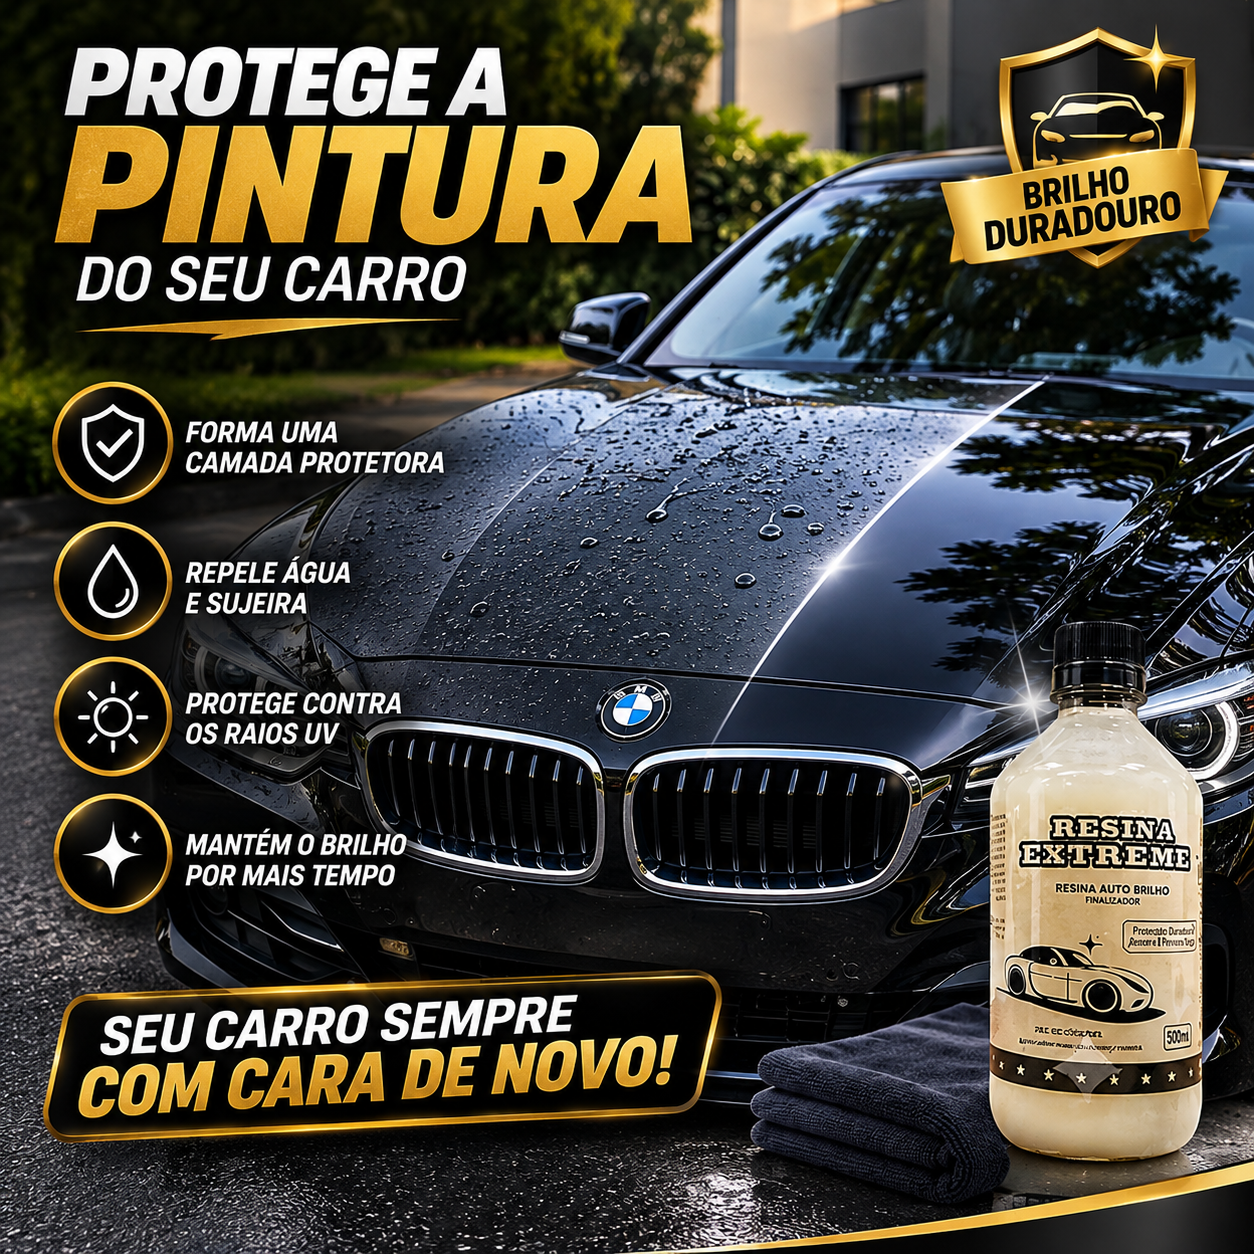 PROTEGE A
PINTURA
DO SEU CARRO
BRILHO
DURADOURO
FORMA UMA
CAMADA PROTETORA
REPELE ÁGUA
E SUJEIRA
PROTEGE CONTRA
OS RAIOS UV
MANTÉM O BRILHO
POR MAIS TEMPO
SEU CARRO SEMPRE
COM CARA DE NOVO!
BMW
RESINA
EXTREME
RESINA AUTO BRILHO
FINALIZADOR
500ml